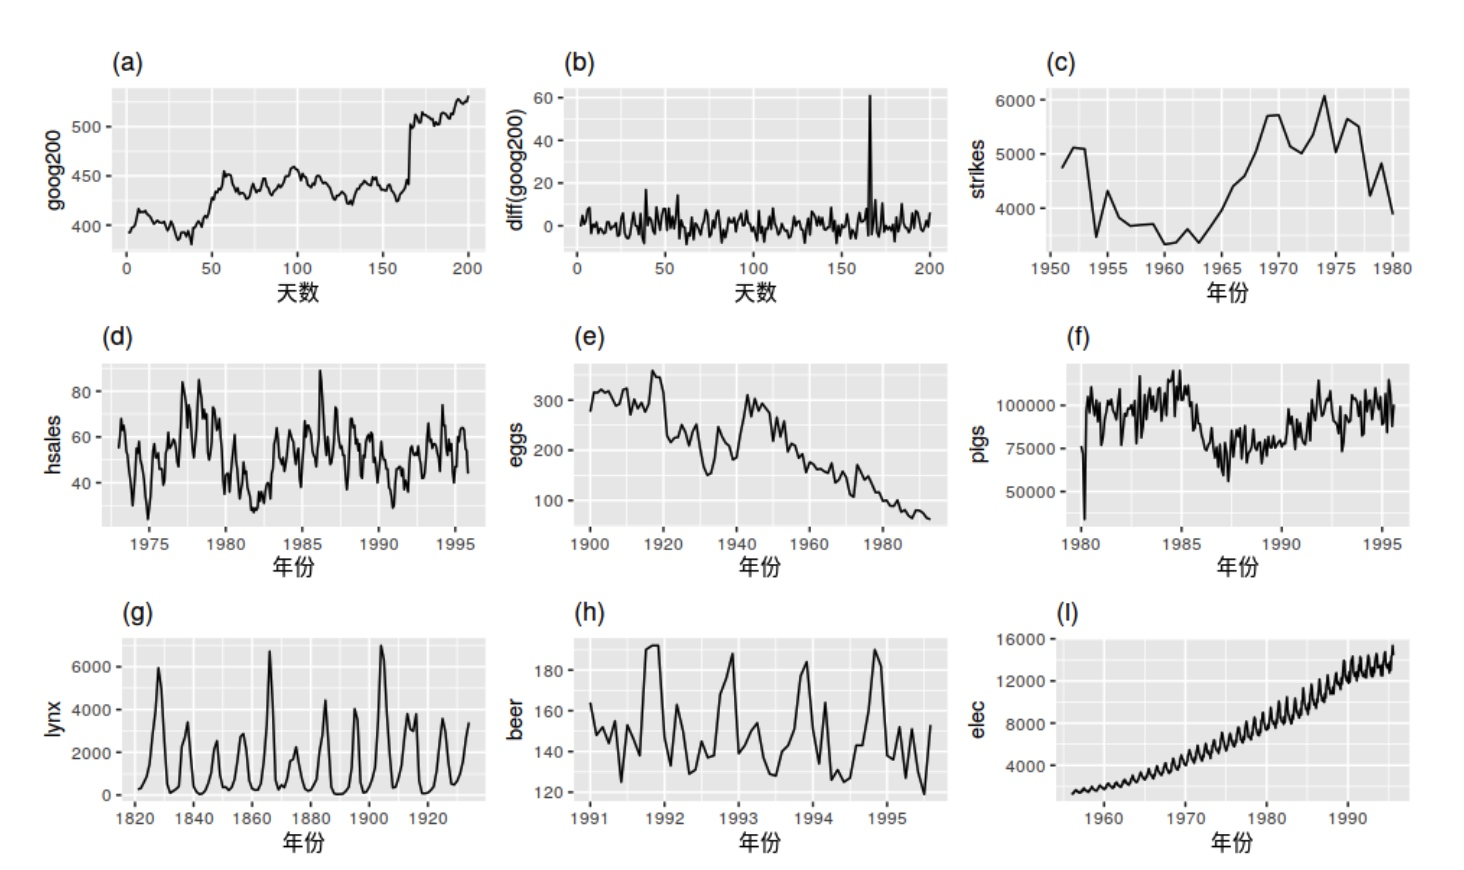 (a)
goog200
500
450
400
0 50 100 150 200
天数
(b)
diff(goog200)
60
40
20
0
0 50 100 150 200
天数
(c)
strikes
6000
5000
4000
1950 1955 1960 1965 1970 1975 1980
年份
(d)
hsales
80
60
40
1975 1980 1985 1990 1995
年份
(e)
eggs
300
200
100
1900 1920 1940 1960 1980
年份
(f)
pigs
100000
75000
50000
1980 1985 1990 1995
年份
(g)
lynx
6000
4000
2000
0
1820 1840 1860 1880 1900 1920
年份
(h)
beer
180
160
140
120
1991 1992 1993 1994 1995
年份
(I)
elec
16000
12000
8000
4000
1960 1970 1980 1990
年份